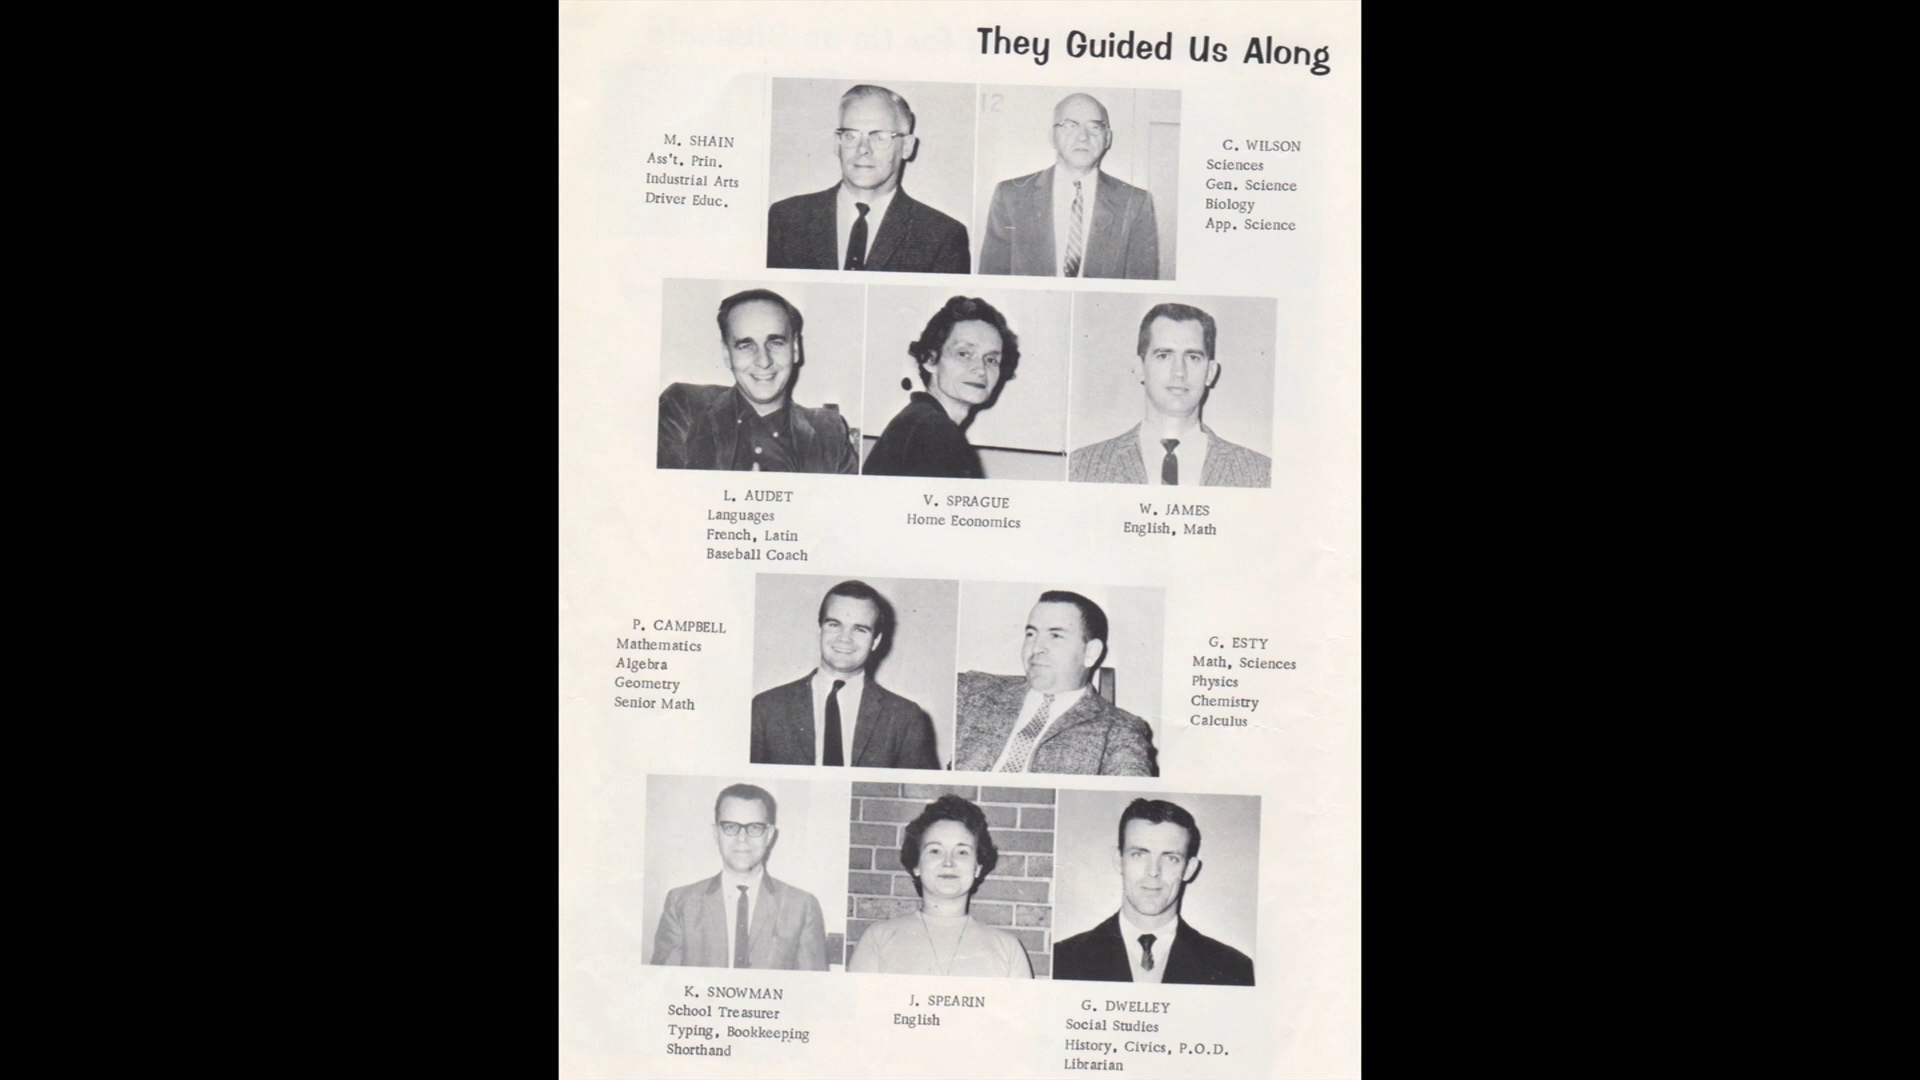 They Guided Us Along
12
M. SHAIN
Ass't. Prin.
Industrial Arts
Driver Educ.
C. WILSON
Sciences
Gen. Science
Biology
App. Science
L. AUDET
Languages
French, Latin
Baseball Coach
V. SPRAGUE
Home Economics
W. JAMES
English, Math
P. CAMPBELL
Mathematics
Algebra
Geometry
Senior Math
G. ESTY
Math, Sciences
Physics
Chemistry
Calculus
K. SNOWMAN
School Treasurer
Typing, Bookkeeping
Shorthand
J. SPEARIN
English
G. DWELLEY
Social Studies
History, Civics, P.O.D.
Librarian